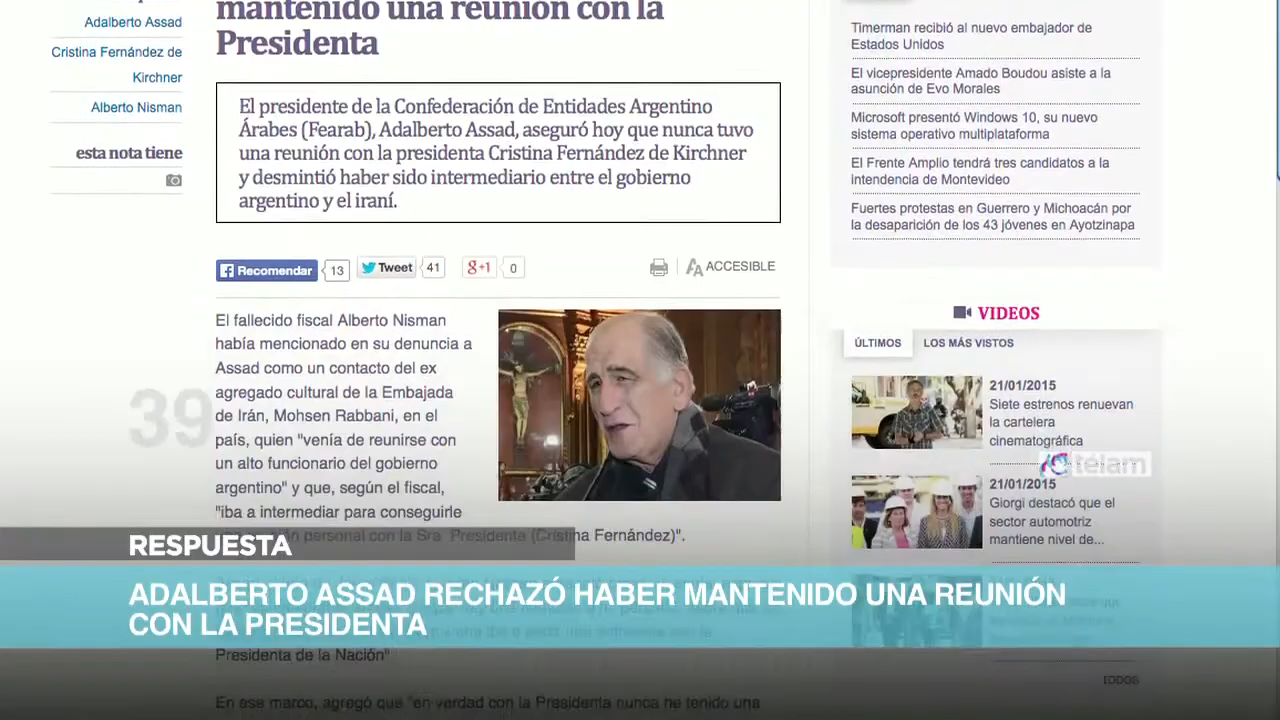 Adalberto Assad
Cristina Fernández de
Kirchner
Alberto Nisman
esta nota tiene
mantenido una reunión con la
Presidenta
El presidente de la Confederación de Entidades Argentino
Árabes (Fearab), Adalberto Assad, aseguró hoy que nunca tuvo
una reunión con la presidenta Cristina Fernández de Kirchner
y desmintió haber sido intermediario entre el gobierno
argentino y el iraní.
Recomendar 13 Tweet 41 g+1 0 ACCESIBLE
El fallecido fiscal Alberto Nisman
había mencionado en su denuncia a
Assad como un contacto del ex
agregado cultural de la Embajada
de Irán, Mohsen Rabbani, en el
país, quien "venía de reunirse con
un alto funcionario del gobierno
argentino" y que, según el fiscal,
"iba a intermediar para conseguirle
personal con la Sra. Presidenta (Cristina Fernández)".
Presidenta de la Nación"
En ese marco, agregó que "en verdad con la Presidenta nunca he tenido una
39
Timerman recibió al nuevo embajador de
Estados Unidos
El vicepresidente Amado Boudou asiste a la
asunción de Evo Morales
Microsoft presentó Windows 10, su nuevo
sistema operativo multiplataforma
El Frente Amplio tendrá tres candidatos a la
intendencia de Montevideo
Fuertes protestas en Guerrero y Michoacán por
la desaparición de los 43 jóvenes en Ayotzinapa
VIDEOS
ÚLTIMOS LOS MÁS VISTOS
21/01/2015
Siete estrenos renuevan
la cartelera
cinematográfica
télam
21/01/2015
Giorgi destacó que el
sector automotriz
mantiene nivel de...
TODOS
RESPUESTA
ADALBERTO ASSAD RECHAZÓ HABER MANTENIDO UNA REUNIÓN
CON LA PRESIDENTA